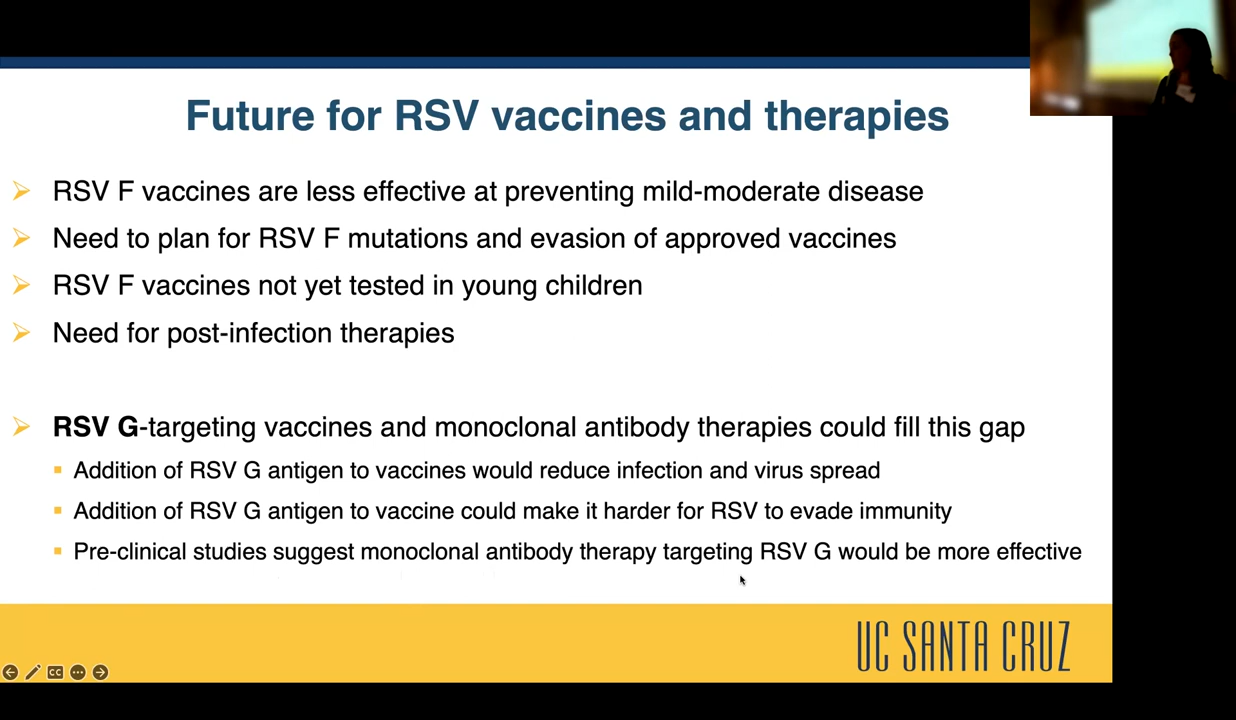 Future for RSV vaccines and therapies
RSV F vaccines are less effective at preventing mild-moderate disease
Need to plan for RSV F mutations and evasion of approved vaccines
RSV F vaccines not yet tested in young children
Need for post-infection therapies
RSV G-targeting vaccines and monoclonal antibody therapies could fill this gap
Addition of RSV G antigen to vaccines would reduce infection and virus spread
Addition of RSV G antigen to vaccine could make it harder for RSV to evade immunity
Pre-clinical studies suggest monoclonal antibody therapy targeting RSV G would be more effective
UC SANTA CRUZ
CC